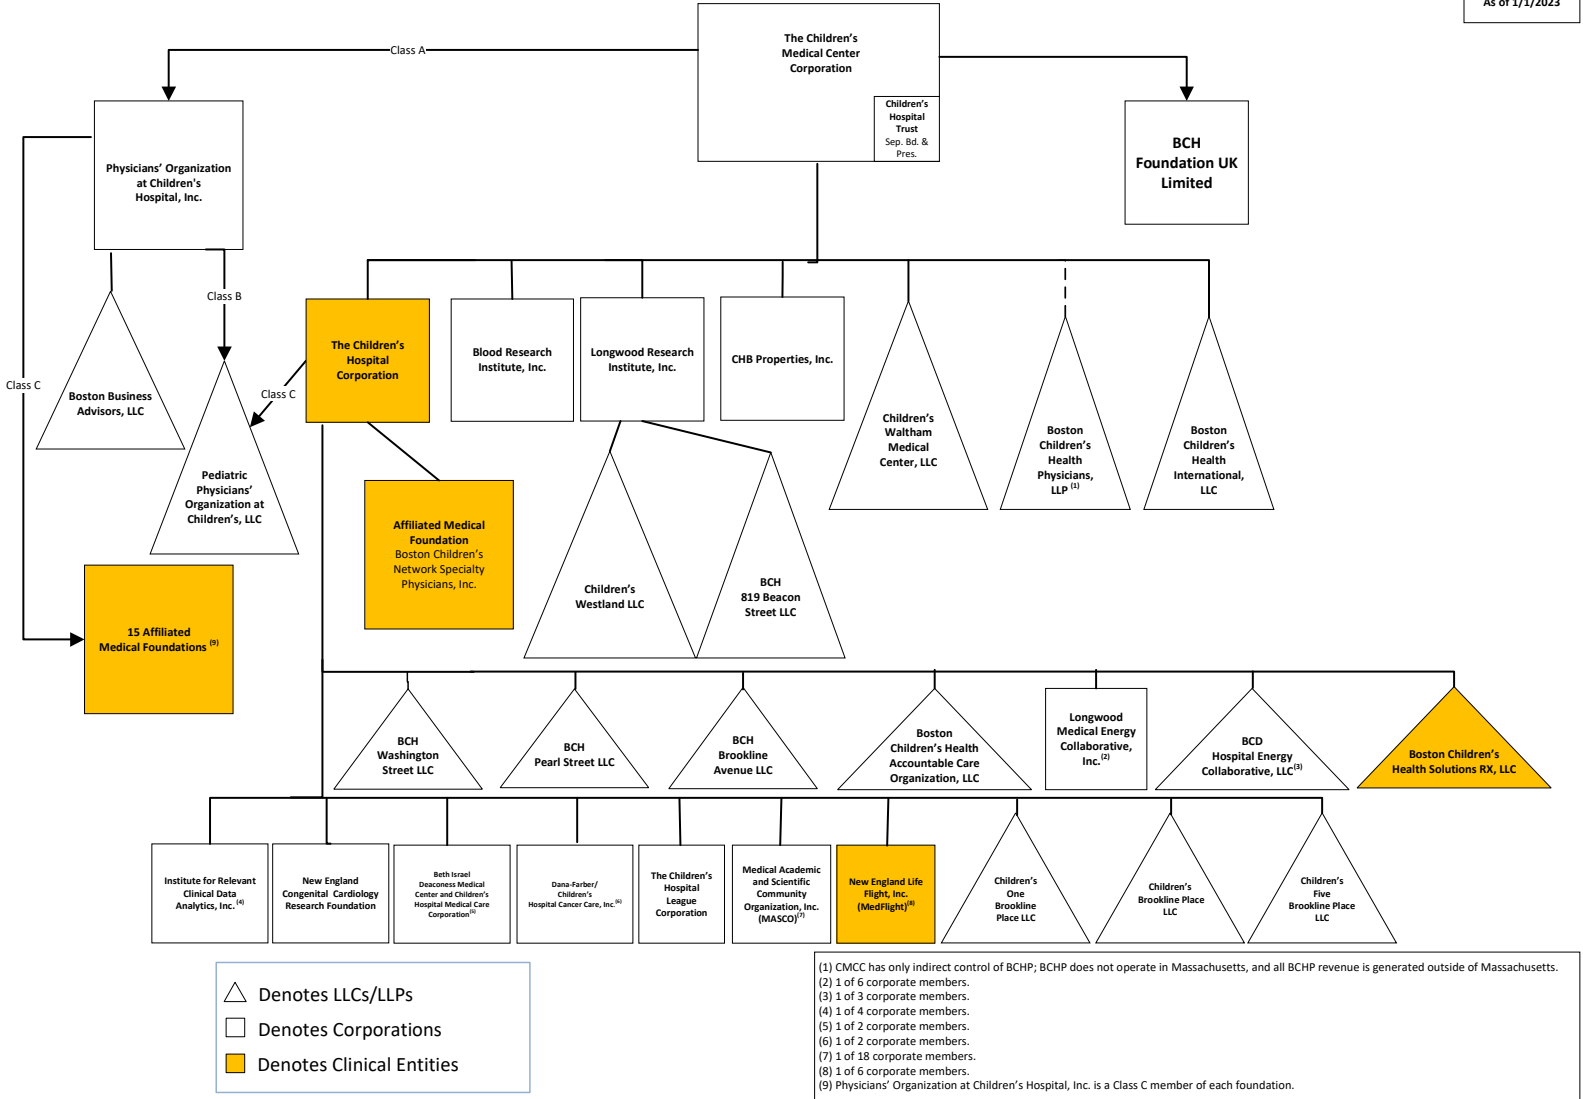 As of 1/1/2023
The Children's
Medical Center
Corporation
Children's
Hospital
Trust
Sep. Bd. &
Pres.
Class A
BCH
Foundation UK
Limited
Physicians' Organization
at Children's
Hospital, Inc.
Class B
Class C
Class C
Boston Business
Advisors, LLC
Pediatric
Physicians'
Organization at
Children's, LLC
15 Affiliated
Medical Foundations (9)
The Children's
Hospital
Corporation
Blood Research
Institute, Inc.
Longwood Research
Institute, Inc.
CHB Properties, Inc.
Children's
Waltham
Medical
Center, LLC
Boston
Children's
Health
Physicians,
LLP (1)
Boston
Children's
Health
International,
LLC
Affiliated Medical
Foundation
Boston Children's
Network Specialty
Physicians, Inc.
Children's
Westland LLC
BCH
819 Beacon
Street LLC
BCH
Washington
Street LLC
BCH
Pearl Street LLC
BCH
Brookline
Avenue LLC
Boston
Children's Health
Accountable Care
Organization, LLC
Longwood
Medical Energy
Collaborative,
Inc.(2)
BCD
Hospital Energy
Collaborative, LLC(3)
Boston Children's
Health Solutions RX, LLC
Institute for Relevant
Clinical Data
Analytics, Inc. (4)
New England
Congenital Cardiology
Research Foundation
Beth Israel
Deaconess Medical
Center and Children's
Hospital Medical Care
Corporation(5)
Dana-Farber/
Children's
Hospital Cancer Care, Inc.(6)
The Children's
Hospital
League
Corporation
Medical Academic
and Scientific
Community
Organization, Inc.
(MASCO)(7)
New England Life
Flight, Inc.
(MedFlight)(8)
Children's
One
Brookline
Place LLC
Children's
Brookline Place
LLC
Children's
Five
Brookline Place
LLC
Denotes LLCs/LLPs
Denotes Corporations
Denotes Clinical Entities
(1) CMCC has only indirect control of BCHP; BCHP does not operate in Massachusetts, and all BCHP revenue is generated outside of Massachusetts.
(2) 1 of 6 corporate members.
(3) 1 of 3 corporate members.
(4) 1 of 4 corporate members.
(5) 1 of 2 corporate members.
(6) 1 of 2 corporate members.
(7) 1 of 18 corporate members.
(8) 1 of 6 corporate members.
(9) Physicians' Organization at Children's Hospital, Inc. is a Class C member of each foundation.